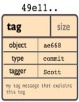 49e11..
tag size
object ae668
type commit
tagger Scott
my tag message that explains
this tag